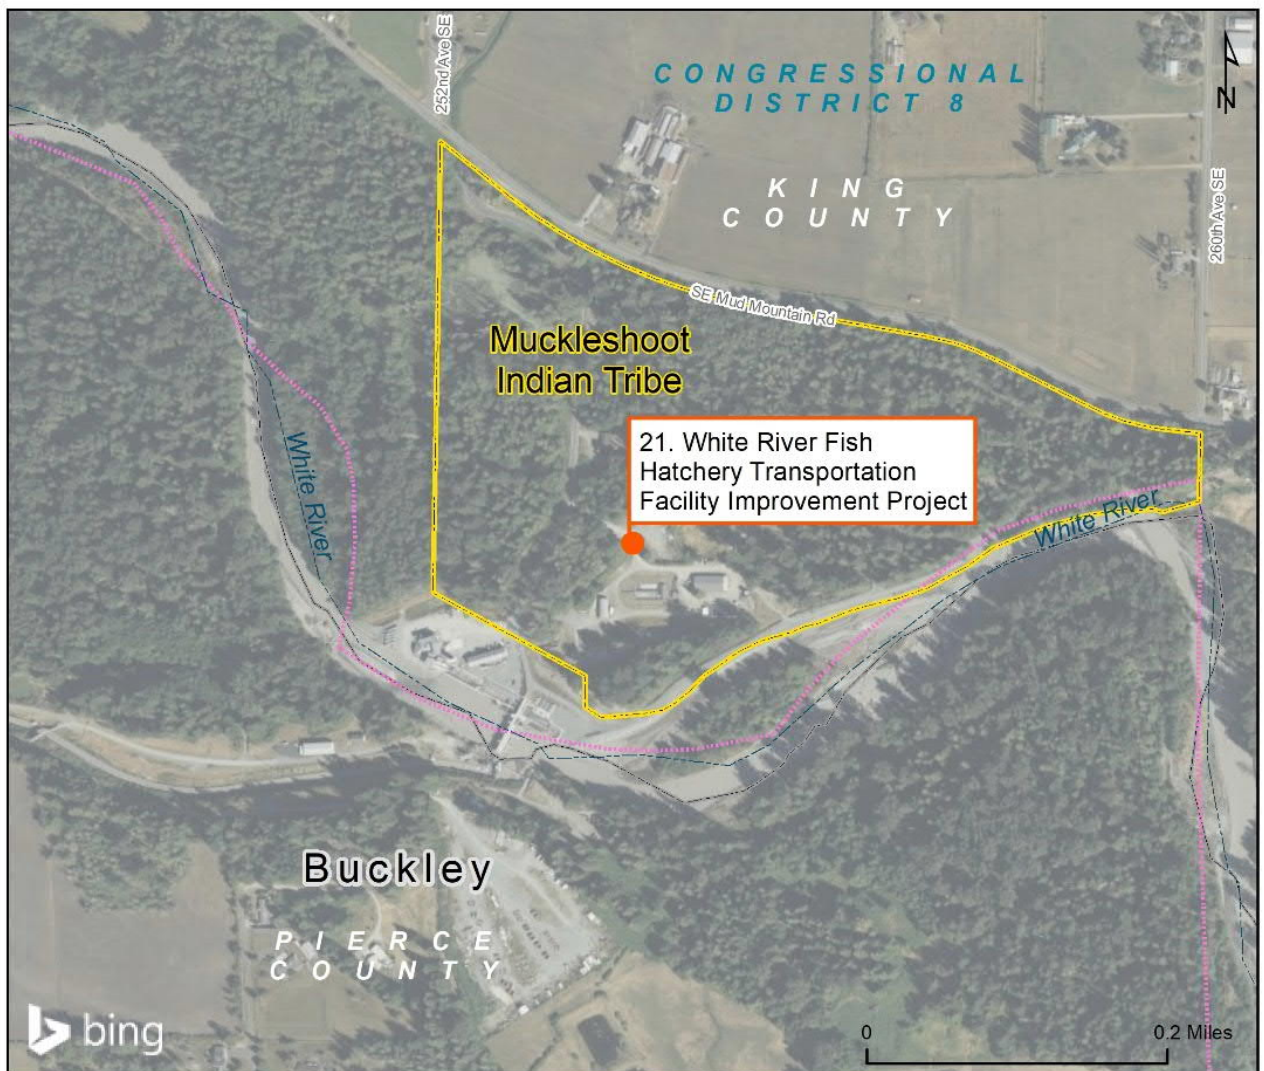 252nd Ave SE
CONGRESSIONAL
DISTRICT 8
N
KING
COUNTY
260th Ave SE
SE Mud Mountain Rd
Muckleshoot
Indian Tribe
21. White River Fish
Hatchery Transportation
Facility Improvement Project
White River
White River
Buckley
PIERCE
COUNTY
bing
0
0.2 Miles